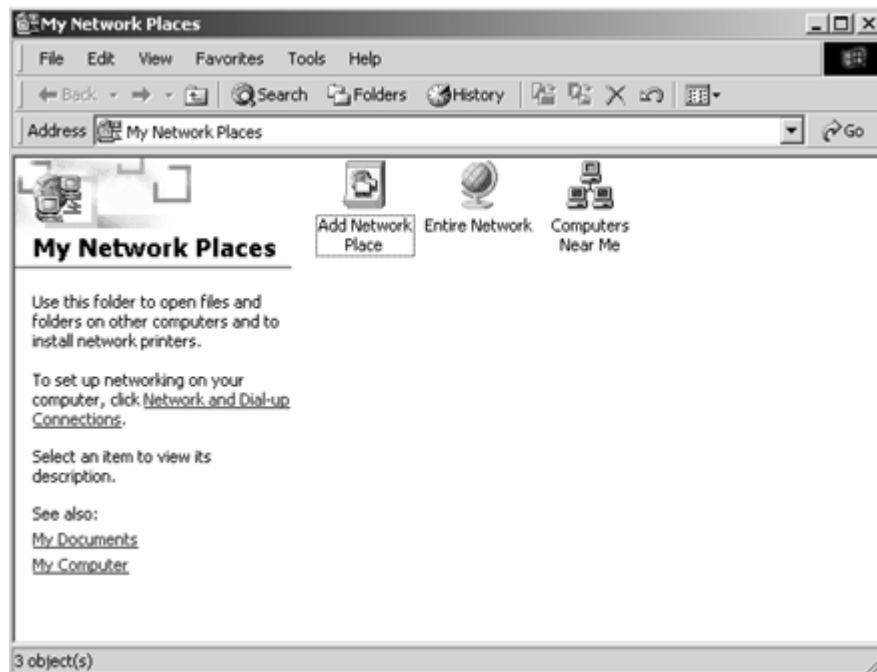 My Network Places
File Edit View Favorites Tools Help
Back Search Folders History
Address My Network Places Go
My Network Places
Use this folder to open files and
folders on other computers and to
install network printers.
To set up networking on your
computer, click Network and Dial-up
Connections.
Select an item to view its
description.
See also:
My Documents
My Computer
Add Network
Place
Entire Network
Computers
Near Me
3 object(s)